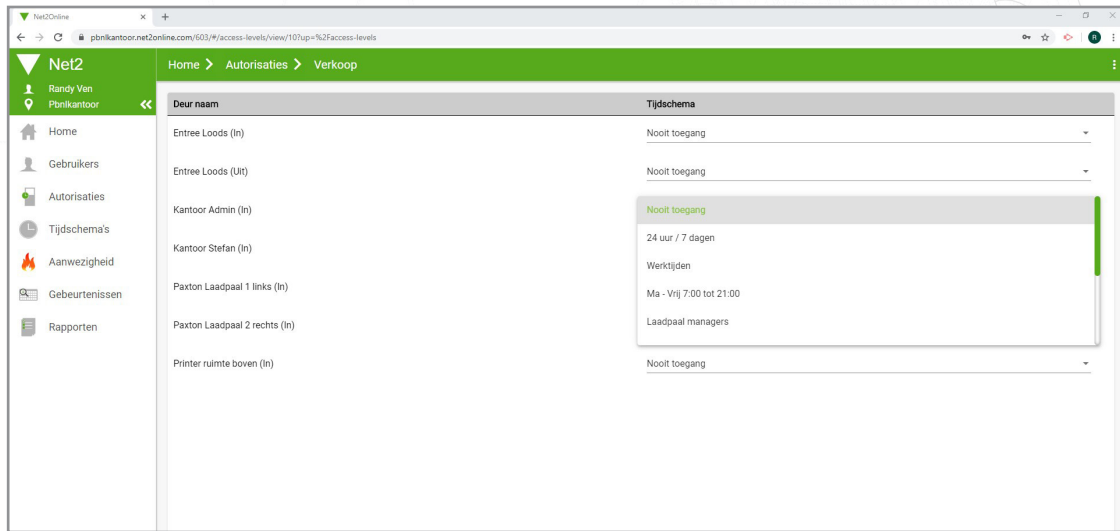 Net2Online
pbnlkantoor.net2online.com/603/#/access-levels/view/10?up=%2Faccess-levels
R
Net2
Home > Autorisaties > Verkoop
Randy Ven
Pbnlkantoor
Home
Gebruikers
Autorisaties
Tijdschema's
Aanwezigheid
Gebeurtenissen
Rapporten
Deur naam Tijdschema
Entree Loods (In) Nooit toegang
Entree Loods (Uit) Nooit toegang
Kantoor Admin (In) Nooit toegang
24 uur / 7 dagen
Kantoor Stefan (In)
Werktijden
Paxton Laadpaal 1 links (In)
Ma - Vrij 7:00 tot 21:00
Paxton Laadpaal 2 rechts (In) Laadpaal managers
Printer ruimte boven (In) Nooit toegang